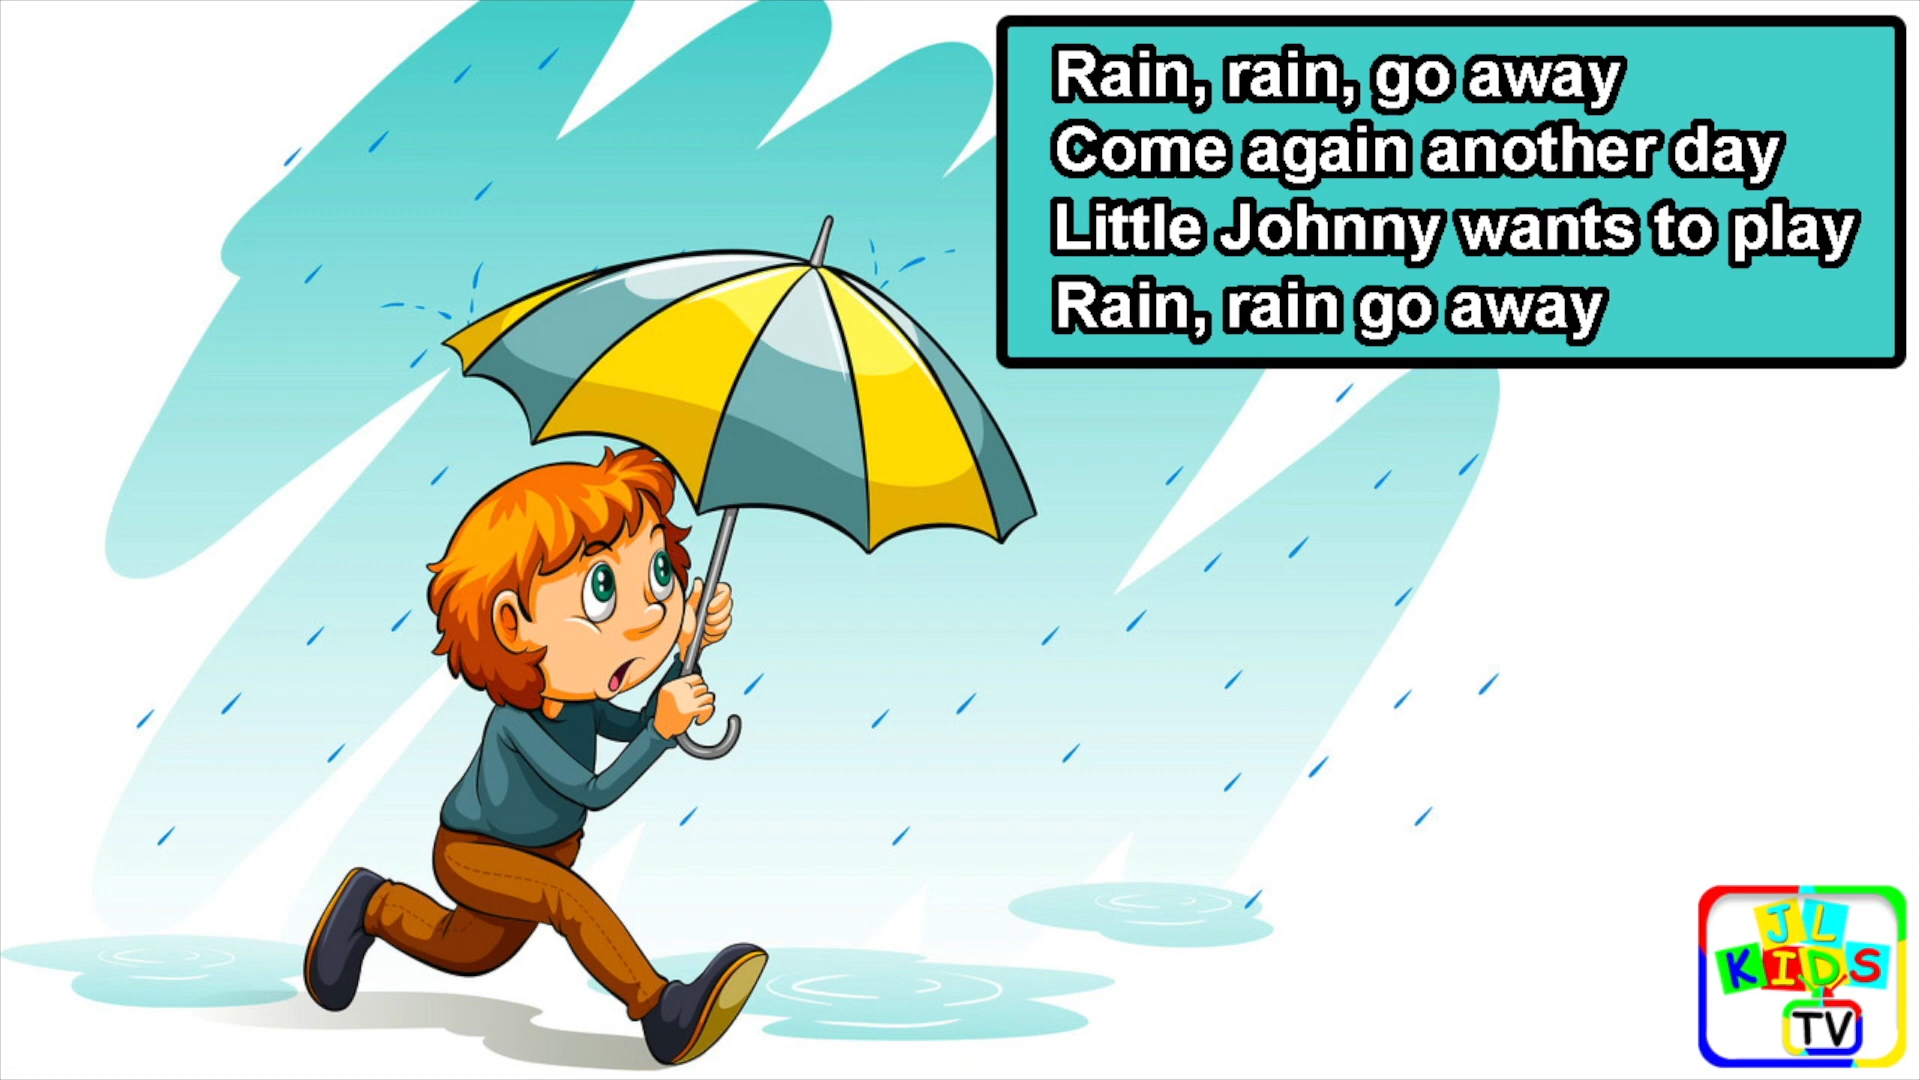 Rain, rain, go away
Come again another day
Little Johnny wants to play
Rain, rain go away
JL
KIDS
TV